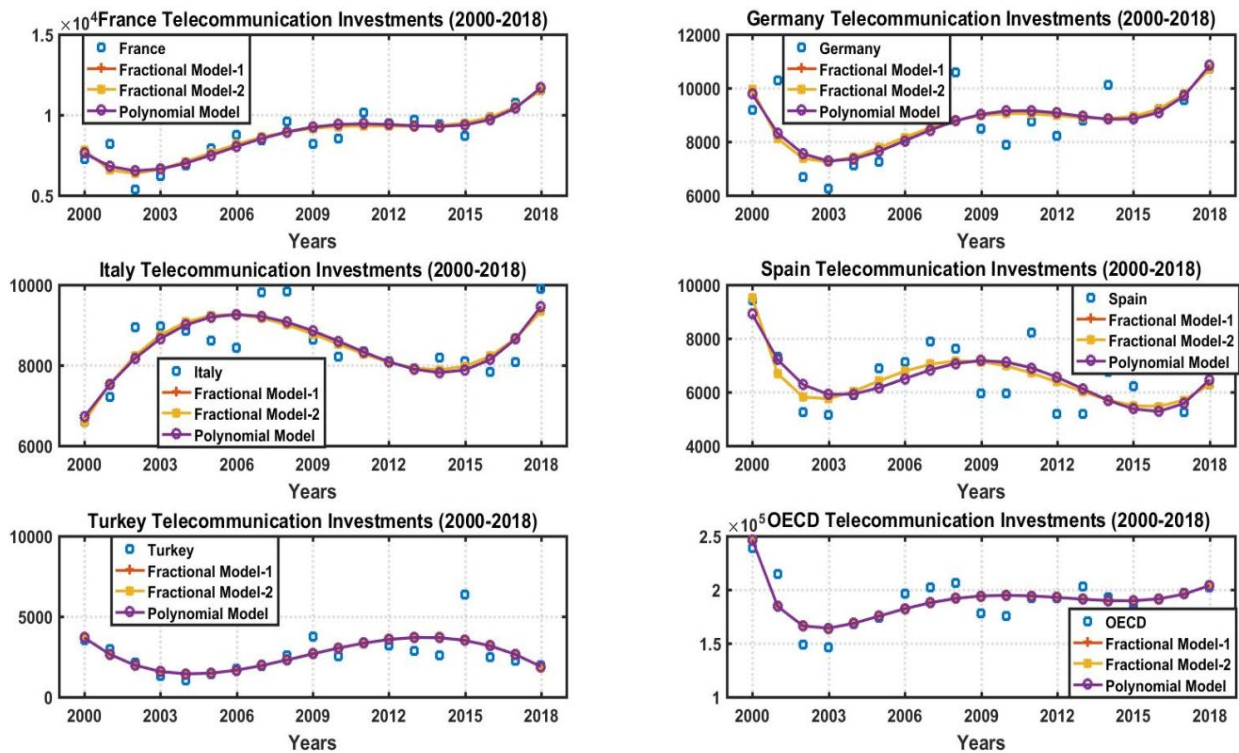 ×10⁴ France Telecommunication Investments (2000-2018)
1.5
1
0.5
France
Fractional Model-1
Fractional Model-2
Polynomial Model
2000 2003 2006 2009 2012 2015 2018
Years
Germany Telecommunication Investments (2000-2018)
12000
10000
8000
6000
Germany
Fractional Model-1
Fractional Model-2
Polynomial Model
2000 2003 2006 2009 2012 2015 2018
Years
Italy Telecommunication Investments (2000-2018)
10000
8000
6000
Italy
Fractional Model-1
Fractional Model-2
Polynomial Model
2000 2003 2006 2009 2012 2015 2018
Years
Spain Telecommunication Investments (2000-2018)
10000
8000
6000
4000
Spain
Fractional Model-1
Fractional Model-2
Polynomial Model
2000 2003 2006 2009 2012 2015 2018
Years
Turkey Telecommunication Investments (2000-2018)
10000
5000
0
Turkey
Fractional Model-1
Fractional Model-2
Polynomial Model
2000 2003 2006 2009 2012 2015 2018
Years
×10⁵ OECD Telecommunication Investments (2000-2018)
2.5
2
1.5
1
OECD
Fractional Model-1
Fractional Model-2
Polynomial Model
2000 2003 2006 2009 2012 2015 2018
Years